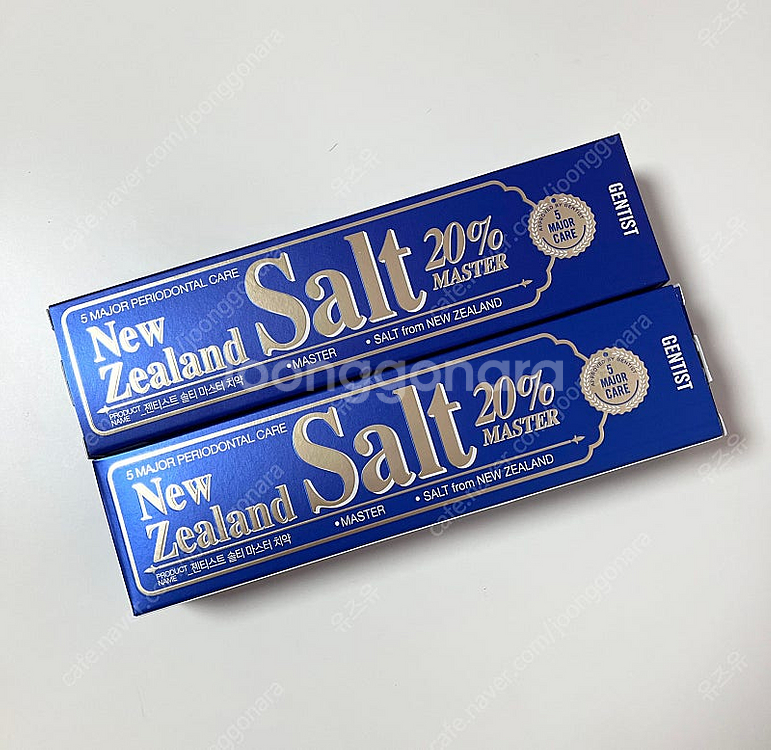 5 MAJOR PERIODONTAL CARE
New
Zealand
Salt
20%
MASTER
•MASTER
• SALT from NEW ZEALAND
PRODUCT NAME
젠티스트 솔티 마스터 치약
5
MAJOR
CARE
GENTIST
5 MAJOR PERIODONTAL CARE
New
Zealand
Salt
20%
MASTER
•MASTER
• SALT from NEW ZEALAND
PRODUCT NAME
젠티스트 솔티 마스터 치약
5
MAJOR
CARE
GENTIST
joonggonara
cafe.naver.com/joonggonara